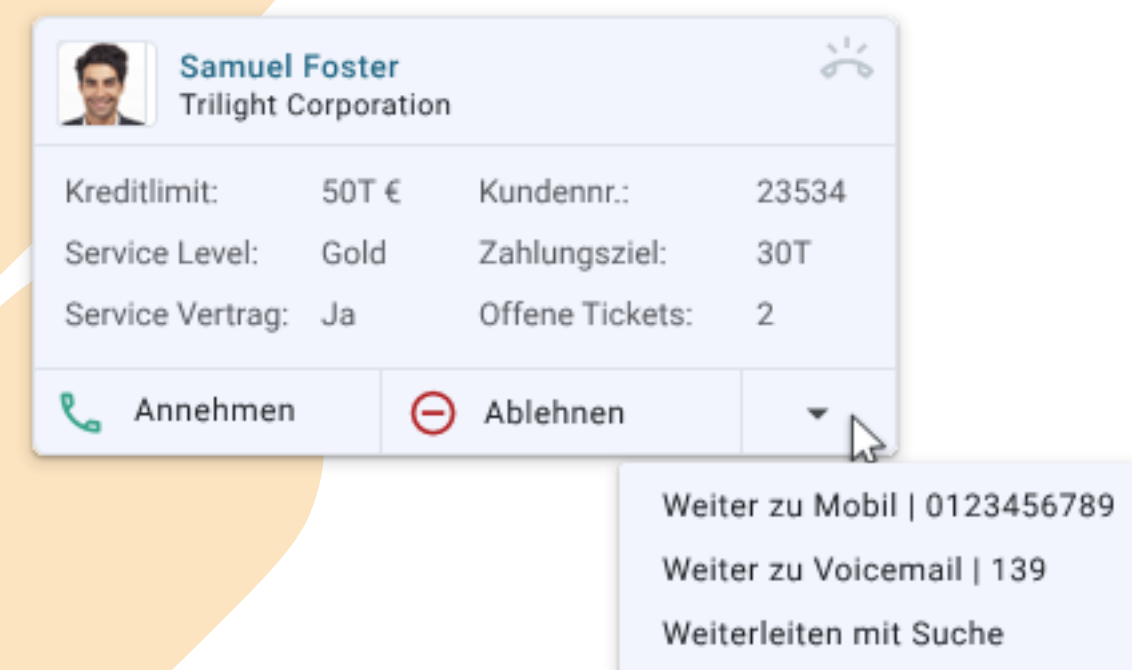 Samuel Foster
Trilight Corporation
Kreditlimit: 50T € Kundennr.: 23534
Service Level: Gold Zahlungsziel: 30T
Service Vertrag: Ja Offene Tickets: 2
Annehmen Ablehnen
Weiter zu Mobil | 0123456789
Weiter zu Voicemail | 139
Weiterleiten mit Suche